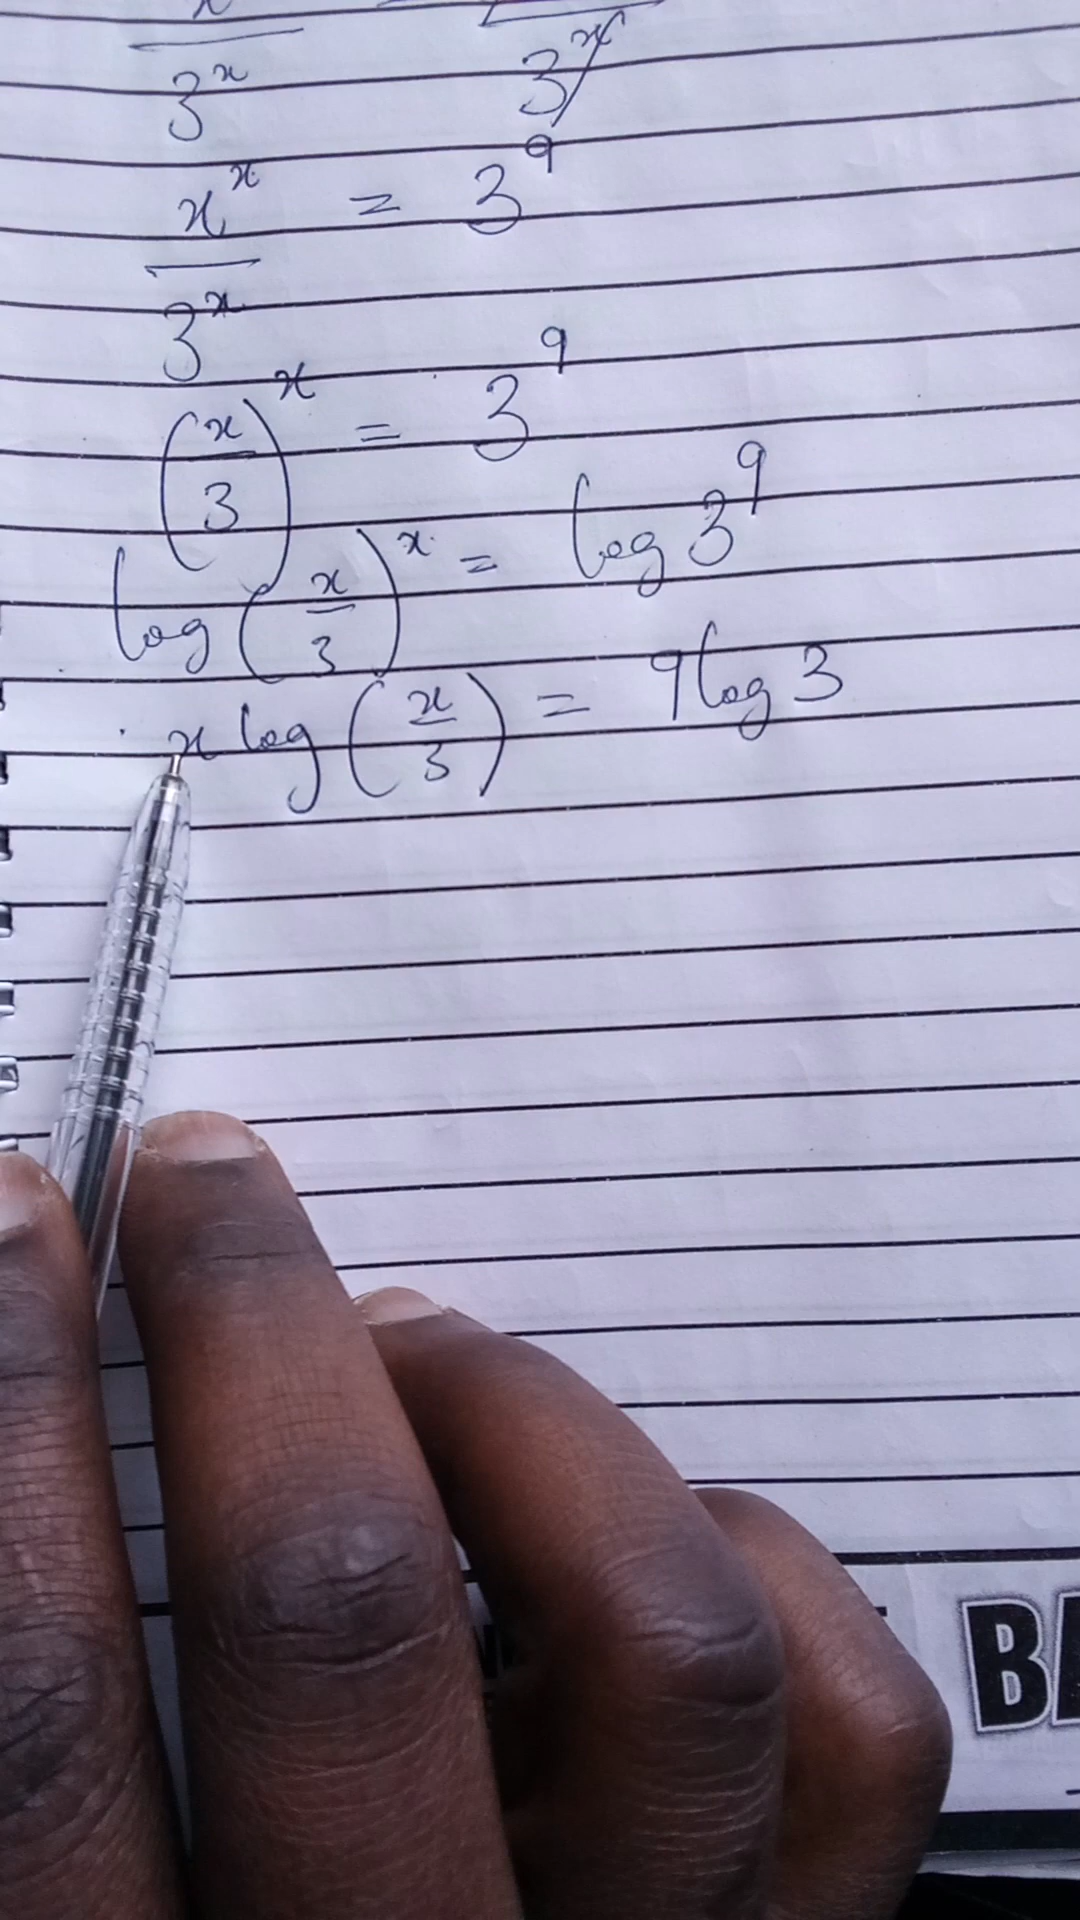 3^x 3^x
x^x/3^x = 3^9
(x/3)^x = 3^9
log (x/3)^x = log 3^9
x log (x/3) = 9 log 3